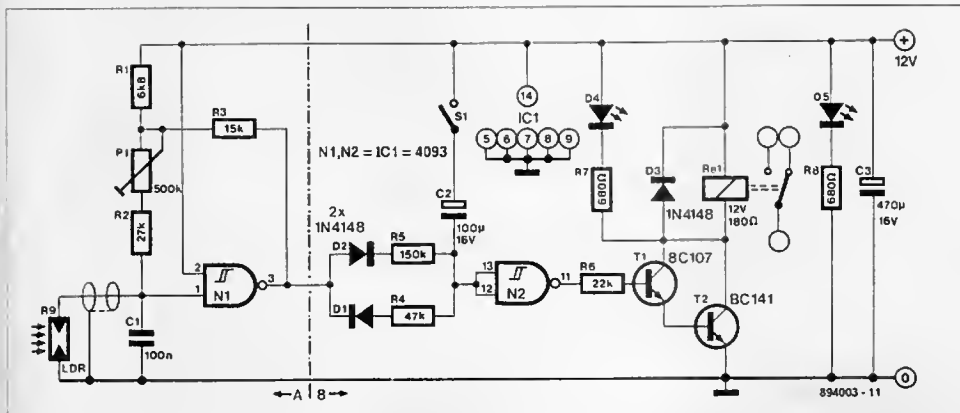 R1
6k8
P1
500k
R2
27k
R3
15k
R9
LDR
C1
100n
2
1
N1
3
A B
2x
1N4148
D2
R5
150k
D1
R4
47k
S1
C2
100µ
16V
N1,N2 = IC1 = 4093
14
IC1
5 6 7 8 9
13
12
N2
11
R6
22k
D4
R7
680Ω
D3
1N4148
Re1
12V
180Ω
T1
BC107
T2
BC141
D5
R8
680Ω
C3
470µ
16V
+
12V
0
894003 - 11